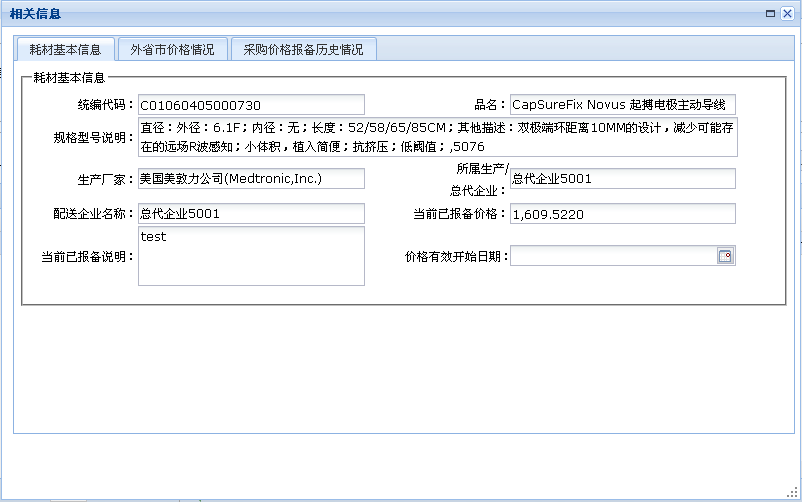 相关信息
耗材基本信息
外省市价格情况
采购价格报备历史情况
耗材基本信息
统编代码：
C01060405000730
品名：
CapSureFix Novus 起搏电极主动导线
规格型号说明：
直径：外径：6.1F；内径：无；长度：52/58/65/85CM；其他描述：双极端环距离10MM的设计，减少可能存
在的远场R波感知；小体积，植入简便；抗挤压；低阈值；,5076
生产厂家：
美国美敦力公司(Medtronic,Inc.)
所属生产/
总代企业：
总代企业5001
配送企业名称：
总代企业5001
当前已报备价格：
1,609.5220
当前已报备说明：
test
价格有效开始日期：